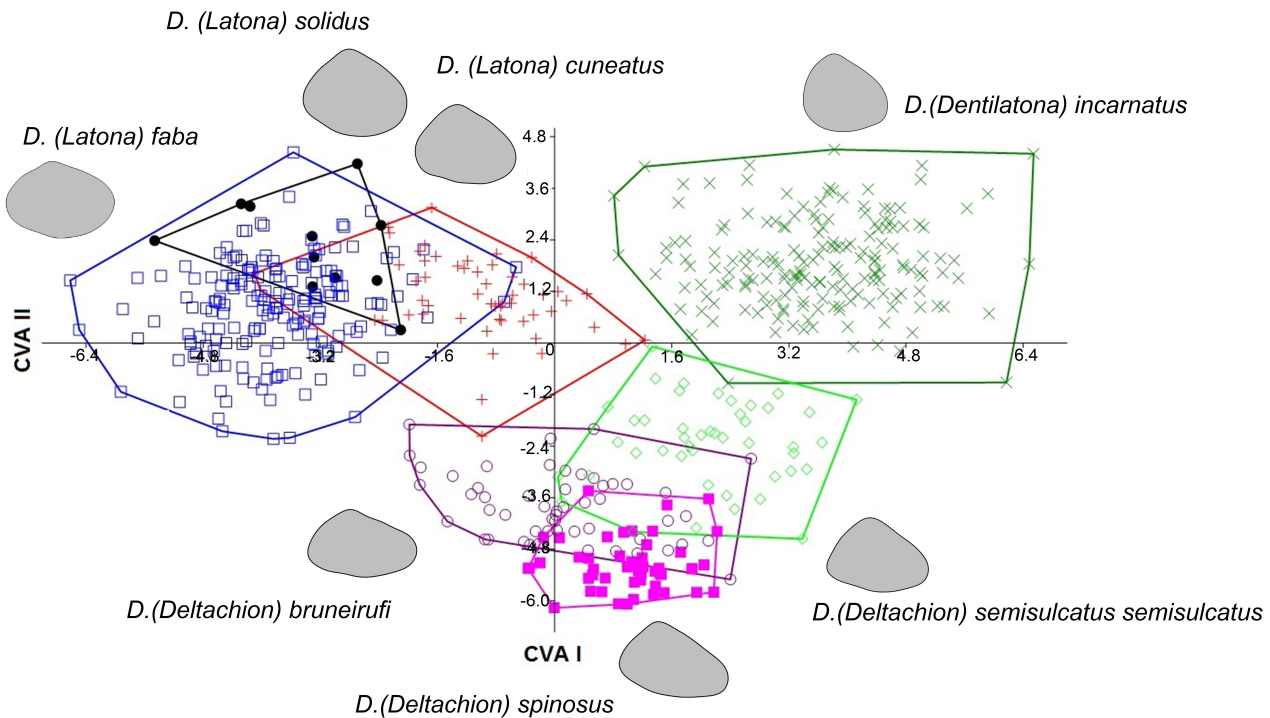 D. (Latona) solidus
D. (Latona) cuneatus
D.(Dentilatona) incarnatus
D. (Latona) faba
4.8
3.6
2.4
1.2
CVA II
-6.4 -4.8 -3.2 -1.6 0 1.6 3.2 4.8 6.4
-1.2
-2.4
-3.6
-4.8
-6.0
D.(Deltachion) bruneirufi
D.(Deltachion) semisulcatus semisulcatus
CVA I
D.(Deltachion) spinosus